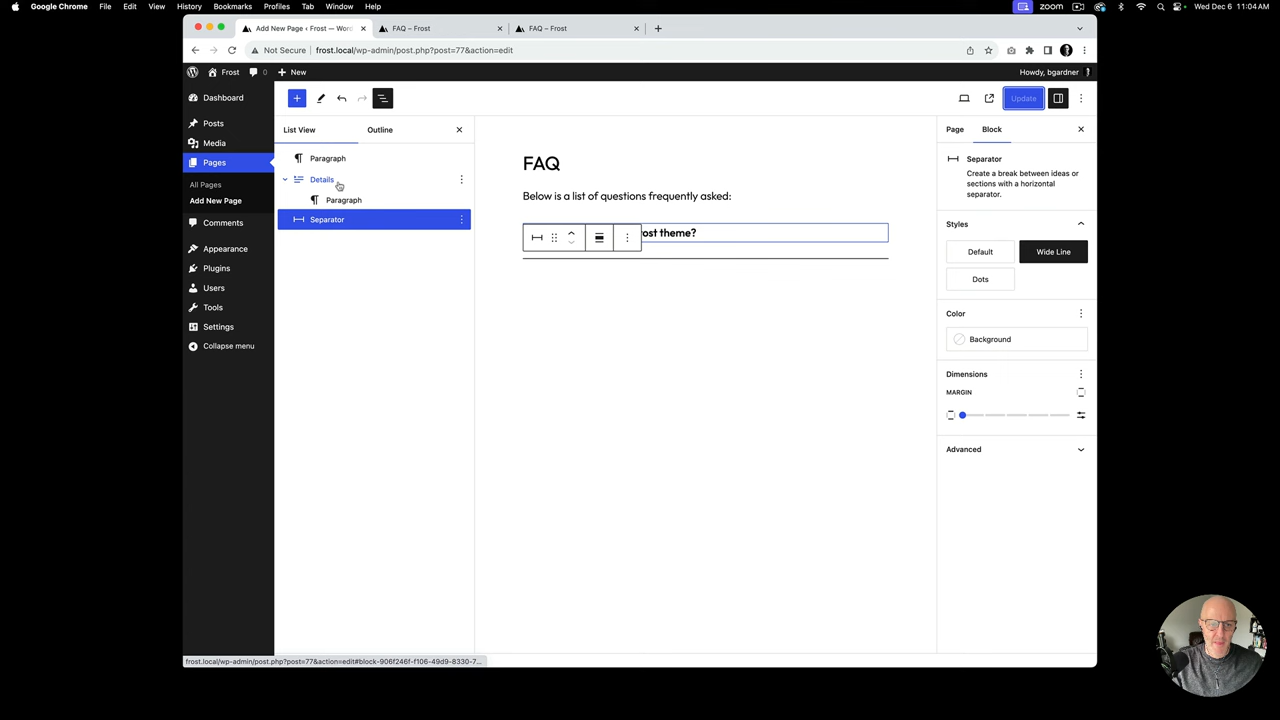 Google Chrome File Edit View History Bookmarks Profiles Tab Window Help zoom Wed Dec 6 11:04 AM
Add New Page ‹ Frost — Word FAQ – Frost FAQ – Frost
Not Secure frost.local/wp-admin/post.php?post=77&action=edit
Frost 0 New Howdy, bgardner
Dashboard
Posts
Media
Pages
All Pages
Add New Page
Comments
Appearance
Plugins
Users
Tools
Settings
Collapse menu
Update
List View Outline
Paragraph
Details
Paragraph
Separator
FAQ
Below is a list of questions frequently asked:
ost theme?
Page Block
Separator
Create a break between ideas or
sections with a horizontal
separator.
Styles
Default Wide Line
Dots
Color
Background
Dimensions
MARGIN
Advanced
frost.local/wp-admin/post.php?post=77&action=edit#block-906f246f-f106-49d9-8330-7...